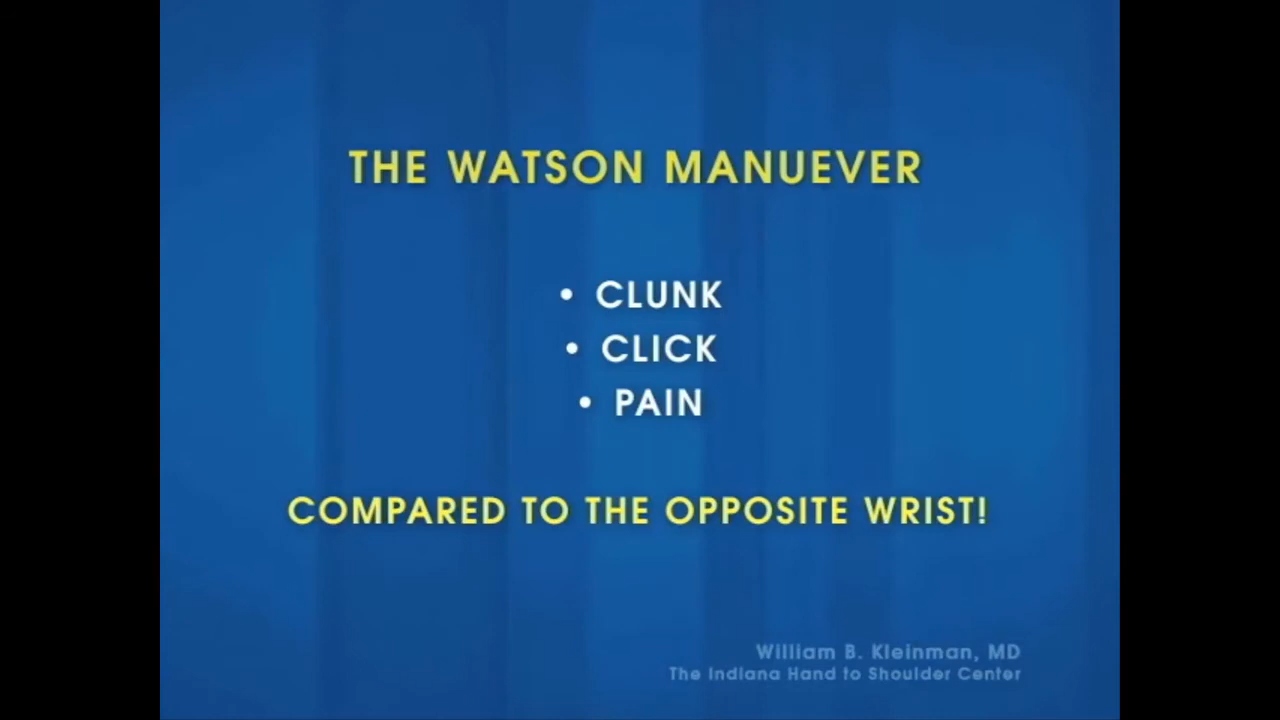 THE WATSON MANUEVER
• CLUNK
• CLICK
• PAIN
COMPARED TO THE OPPOSITE WRIST!
William B. Kleinman, MD
The Indiana Hand to Shoulder Center